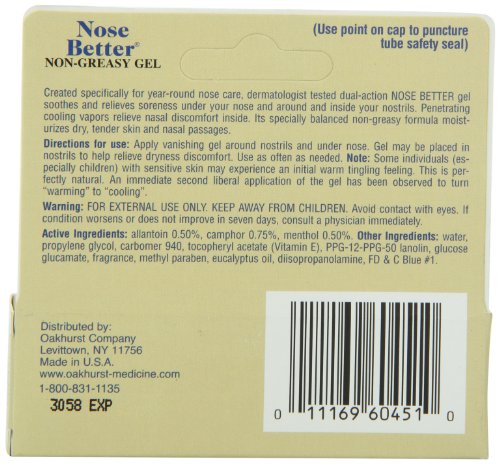 Nose
Better®
NON-GREASY GEL
(Use point on cap to puncture
tube safety seal)
Created specifically for year-round nose care, dermatologist tested dual-action NOSE BETTER gel
soothes and relieves soreness under your nose and around and inside your nostrils. Penetrating
cooling vapors relieve nasal discomfort inside. Its specially balanced non-greasy formula moistur-
izes dry, tender skin and nasal passages.
Directions for use: Apply vanishing gel around nostrils and under nose. Gel may be placed in
nostrils to help relieve dryness discomfort. Use as often as needed. Note: Some individuals (es-
pecially children) with sensitive skin may experience an initial warm tingling feeling. This is per-
fectly natural. An immediate second liberal application of the gel has been observed to turn
“warming” to “cooling”.
Warning: FOR EXTERNAL USE ONLY. KEEP AWAY FROM CHILDREN. Avoid contact with eyes. If
condition worsens or does not improve in seven days, consult a physician immediately.
Active Ingredients: allantoin 0.50%, camphor 0.75%, menthol 0.50%. Other Ingredients: water,
propylene glycol, carbomer 940, tocopheryl acetate (Vitamin E), PPG-12-PPG-50 lanolin, glucose
glucamate, fragrance, methyl paraben, eucalyptus oil, diisopropanolamine, FD & C Blue #1.
Distributed by:
Oakhurst Company
Levittown, NY 11756
Made in U.S.A.
www.oakhurst-medicine.com
1-800-831-1135
3058 EXP
0 11169 60451 0